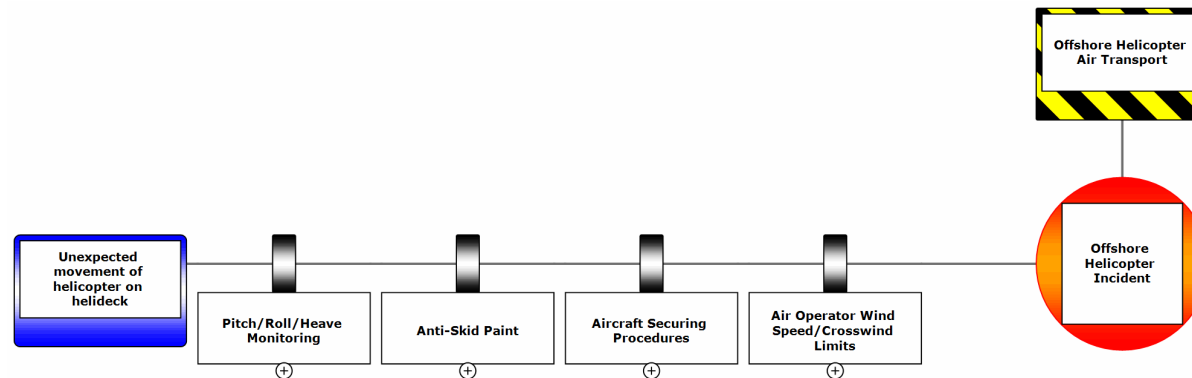 Offshore Helicopter
Air Transport
Unexpected
movement of
helicopter on
helideck
Pitch/Roll/Heave
Monitoring
Anti-Skid Paint
Aircraft Securing
Procedures
Air Operator Wind
Speed/Crosswind
Limits
Offshore
Helicopter
Incident